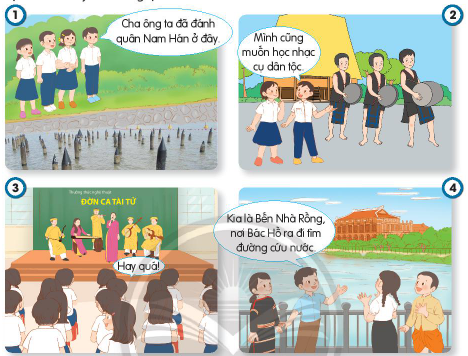 1
Cha ông ta đã đánh
quân Nam Hán ở đây.
2
Mình cũng
muốn học nhạc
cụ dân tộc.
3
ĐỜN CA TÀI TỬ
Hay quá!
4
Kia là Bến Nhà Rồng,
nơi Bác Hồ ra đi tìm
đường cứu nước.